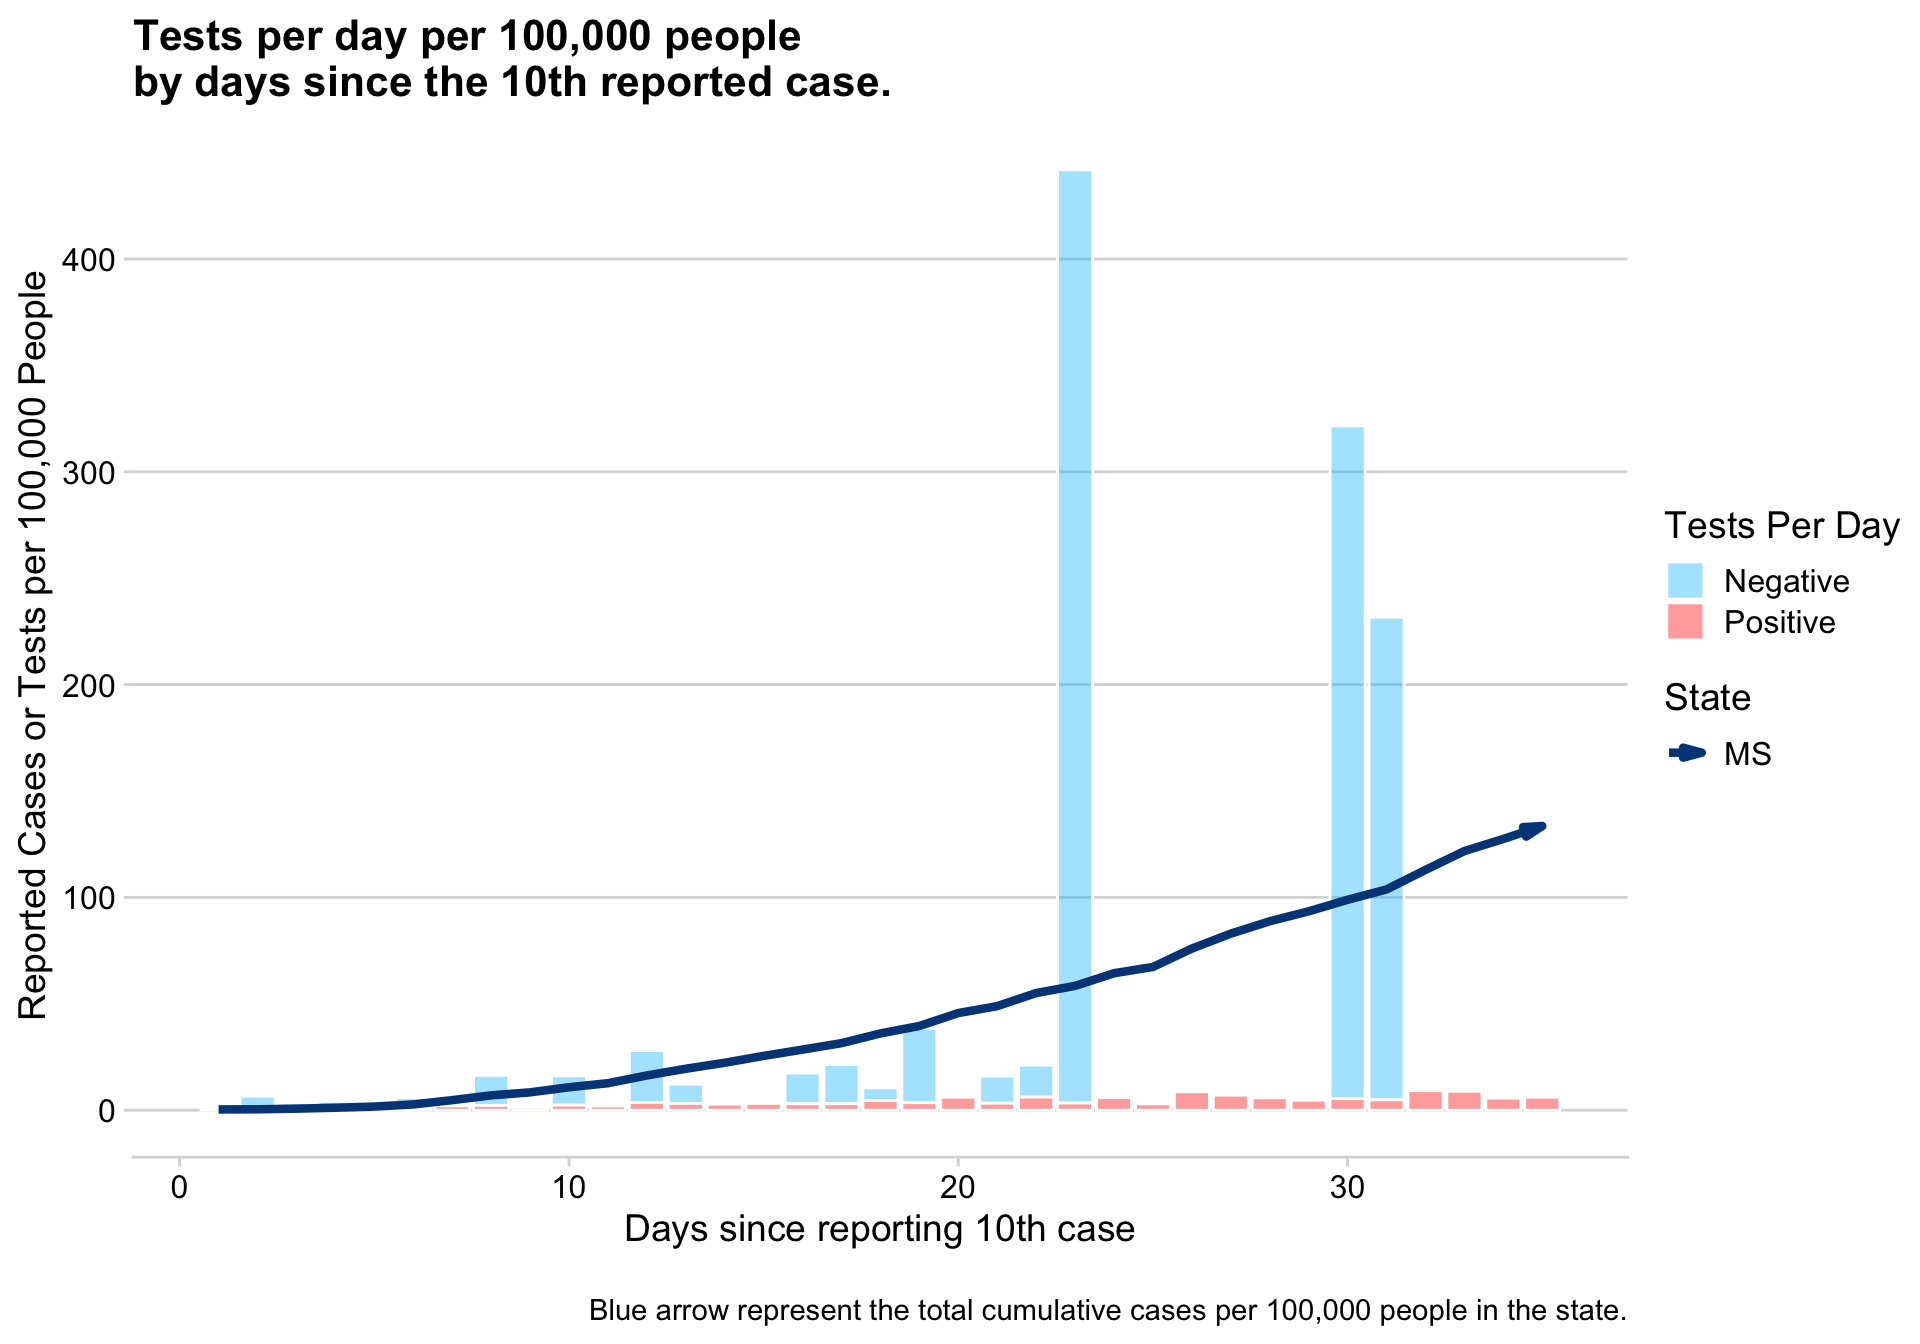 Tests per day per 100,000 people
by days since the 10th reported case.
Reported Cases or Tests per 100,000 People
400
300
200
100
0
0
10
20
30
Days since reporting 10th case
Tests Per Day
Negative
Positive
State
MS
Blue arrow represent the total cumulative cases per 100,000 people in the state.